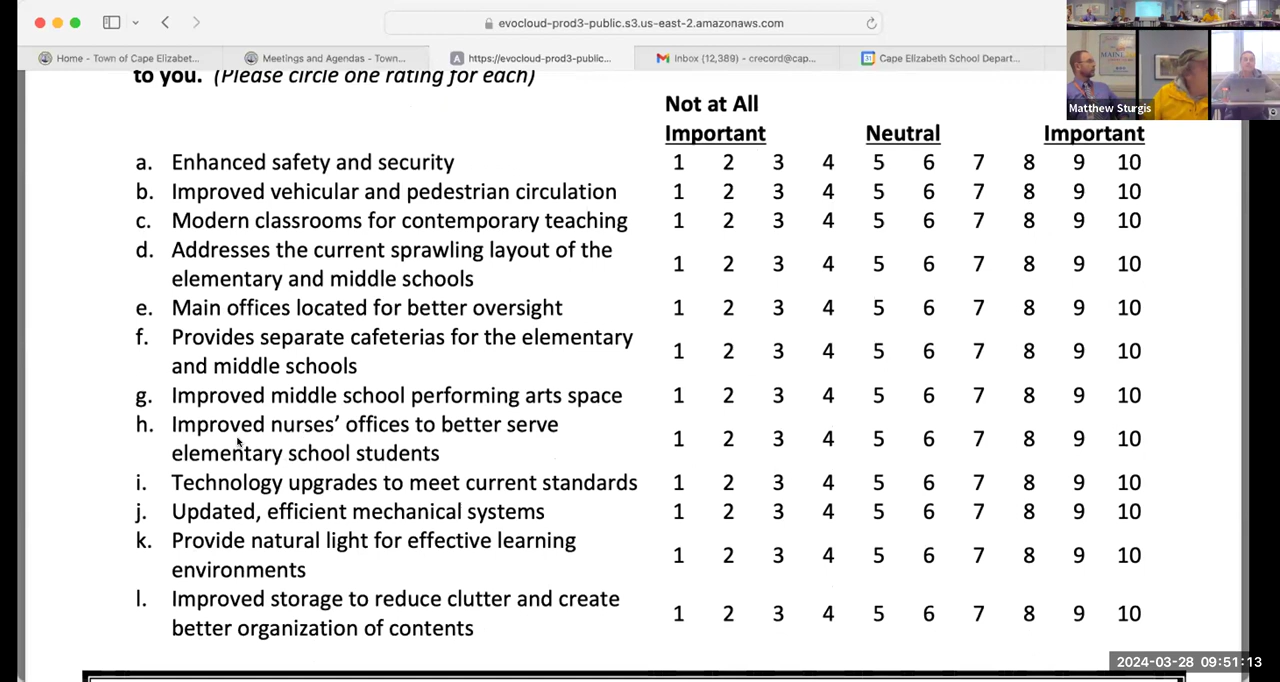 evocloud-prod3-public.s3.us-east-2.amazonaws.com
Home - Town of Cape Elizabet... Meetings and Agendas - Town... https://evocloud-prod3-public... Inbox (12,389) - crecord@cap... Cape Elizabeth School Depart...
Matthew Sturgis
to you. (Please circle one rating for each)
Not at All
Important Neutral Important
a. Enhanced safety and security 1 2 3 4 5 6 7 8 9 10
b. Improved vehicular and pedestrian circulation 1 2 3 4 5 6 7 8 9 10
c. Modern classrooms for contemporary teaching 1 2 3 4 5 6 7 8 9 10
d. Addresses the current sprawling layout of the
elementary and middle schools 1 2 3 4 5 6 7 8 9 10
e. Main offices located for better oversight 1 2 3 4 5 6 7 8 9 10
f. Provides separate cafeterias for the elementary
and middle schools 1 2 3 4 5 6 7 8 9 10
g. Improved middle school performing arts space 1 2 3 4 5 6 7 8 9 10
h. Improved nurses’ offices to better serve
elementary school students 1 2 3 4 5 6 7 8 9 10
i. Technology upgrades to meet current standards 1 2 3 4 5 6 7 8 9 10
j. Updated, efficient mechanical systems 1 2 3 4 5 6 7 8 9 10
k. Provide natural light for effective learning
environments 1 2 3 4 5 6 7 8 9 10
l. Improved storage to reduce clutter and create
better organization of contents 1 2 3 4 5 6 7 8 9 10
2024-03-28 09:51:13